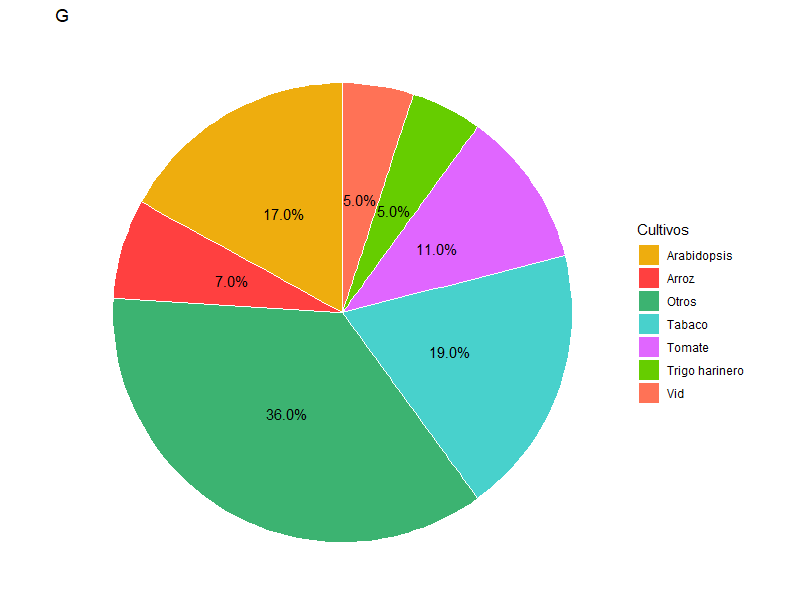 G
5.0%
5.0%
17.0%
11.0%
7.0%
19.0%
36.0%
Cultivos
Arabidopsis
Arroz
Otros
Tabaco
Tomate
Trigo harinero
Vid